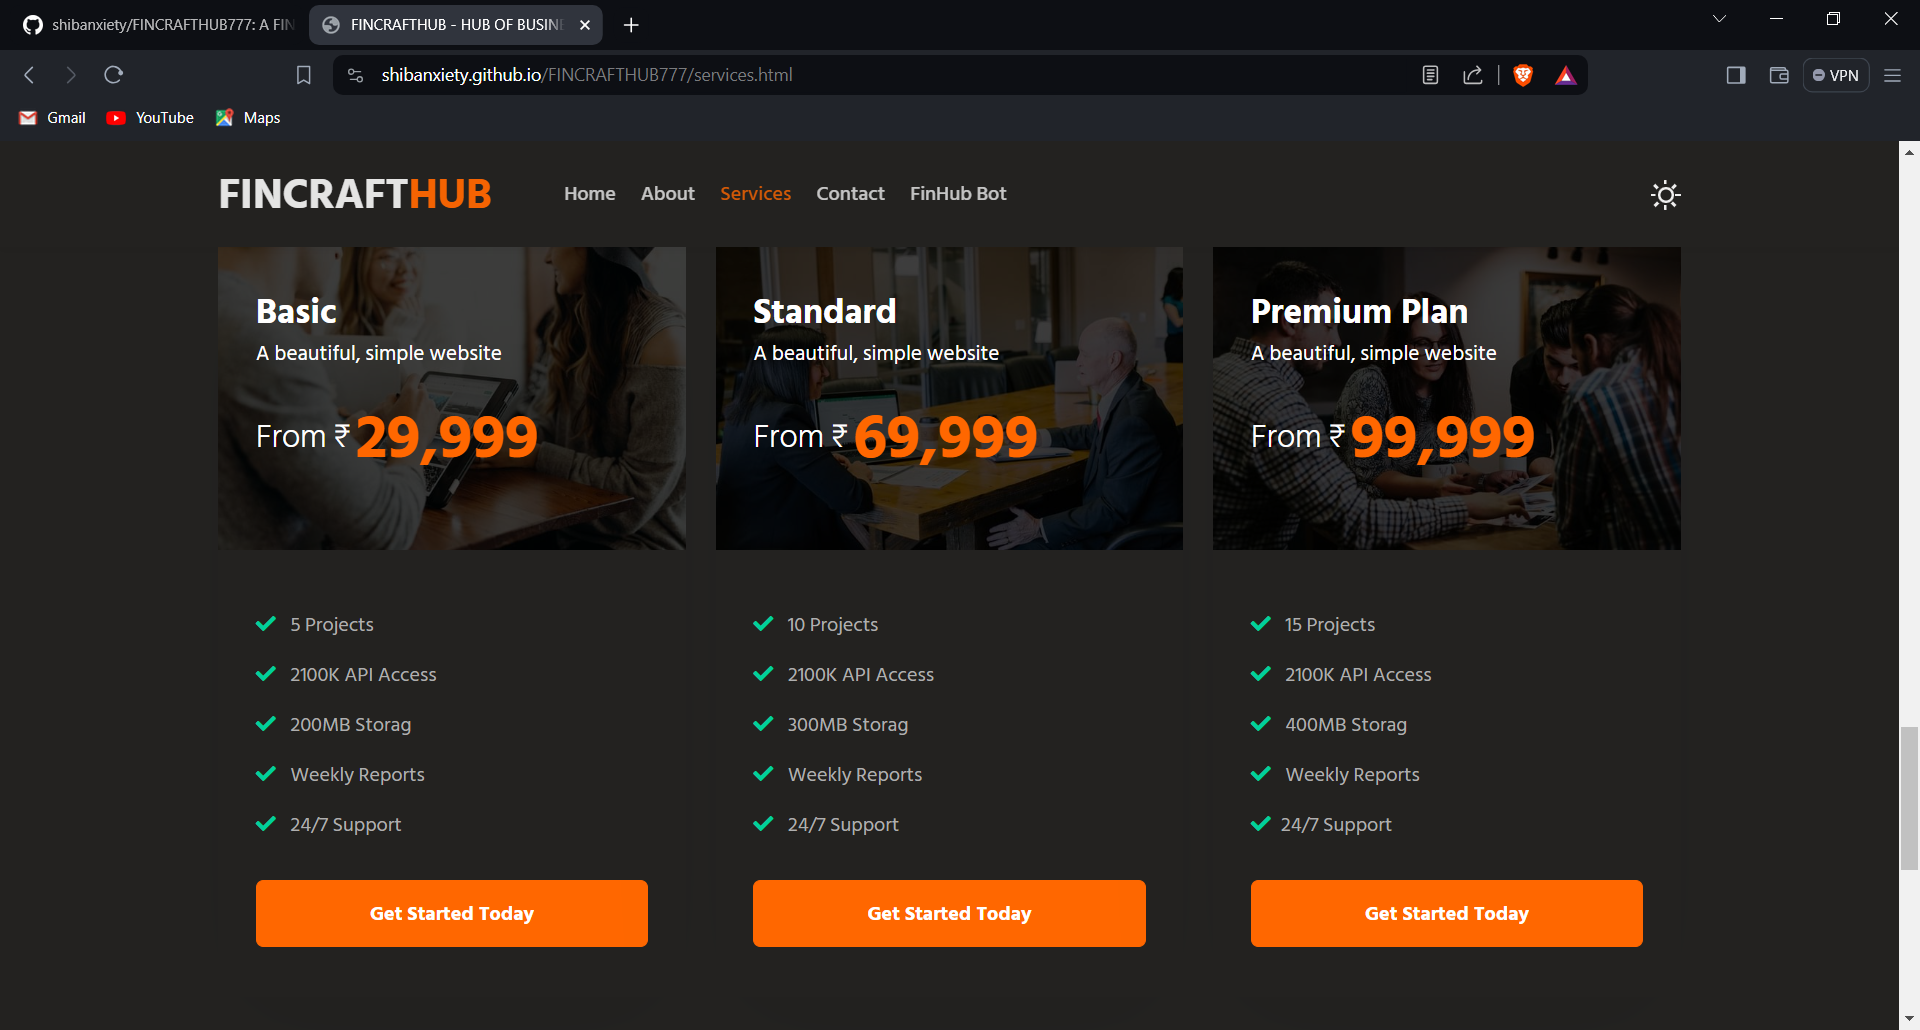 shibanxiety/FINCRAFTHUB777: A FIN
FINCRAFTHUB - HUB OF BUSINE
shibanxiety.github.io/FINCRAFTHUB777/services.html
VPN
Gmail YouTube Maps
FINCRAFTHUB
Home About Services Contact FinHub Bot
Basic
A beautiful, simple website
From ₹ 29,999
5 Projects
2100K API Access
200MB Storag
Weekly Reports
24/7 Support
Get Started Today
Standard
A beautiful, simple website
From ₹ 69,999
10 Projects
2100K API Access
300MB Storag
Weekly Reports
24/7 Support
Get Started Today
Premium Plan
A beautiful, simple website
From ₹ 99,999
15 Projects
2100K API Access
400MB Storag
Weekly Reports
24/7 Support
Get Started Today